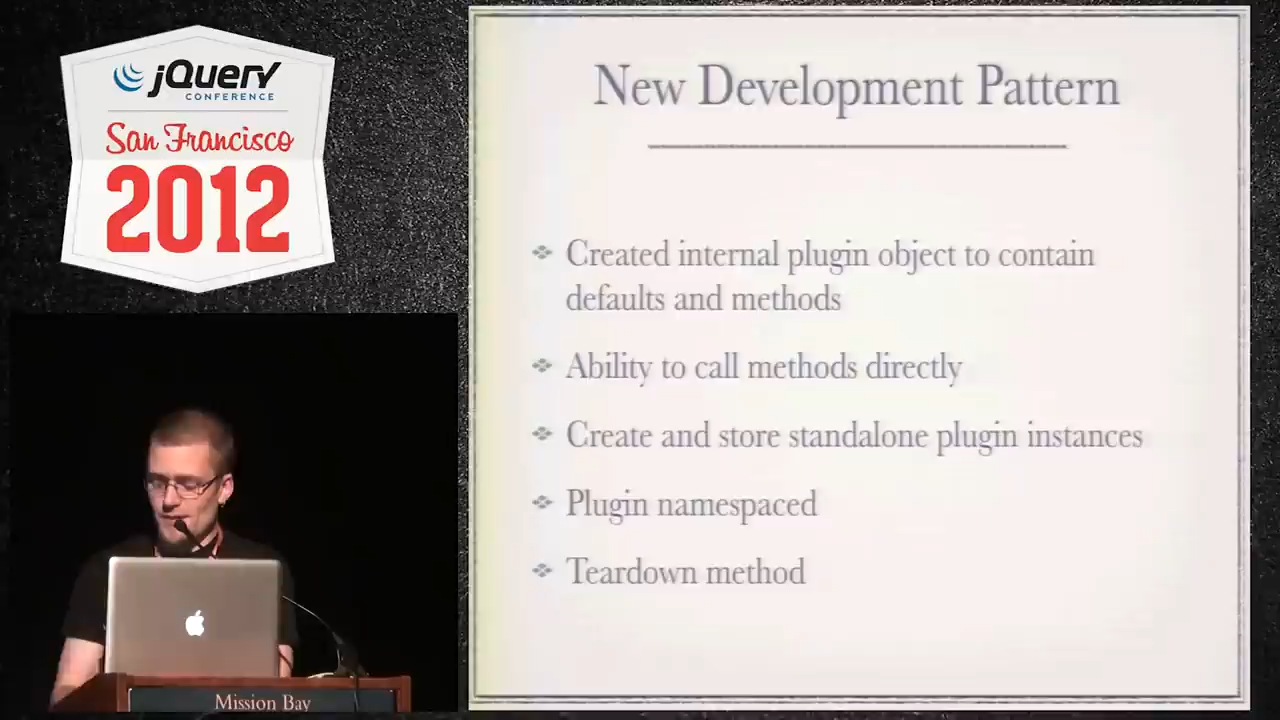 jQuery
CONFERENCE
San Francisco
2012
New Development Pattern
Created internal plugin object to contain
defaults and methods
Ability to call methods directly
Create and store standalone plugin instances
Plugin namespaced
Teardown method
Mission Bay